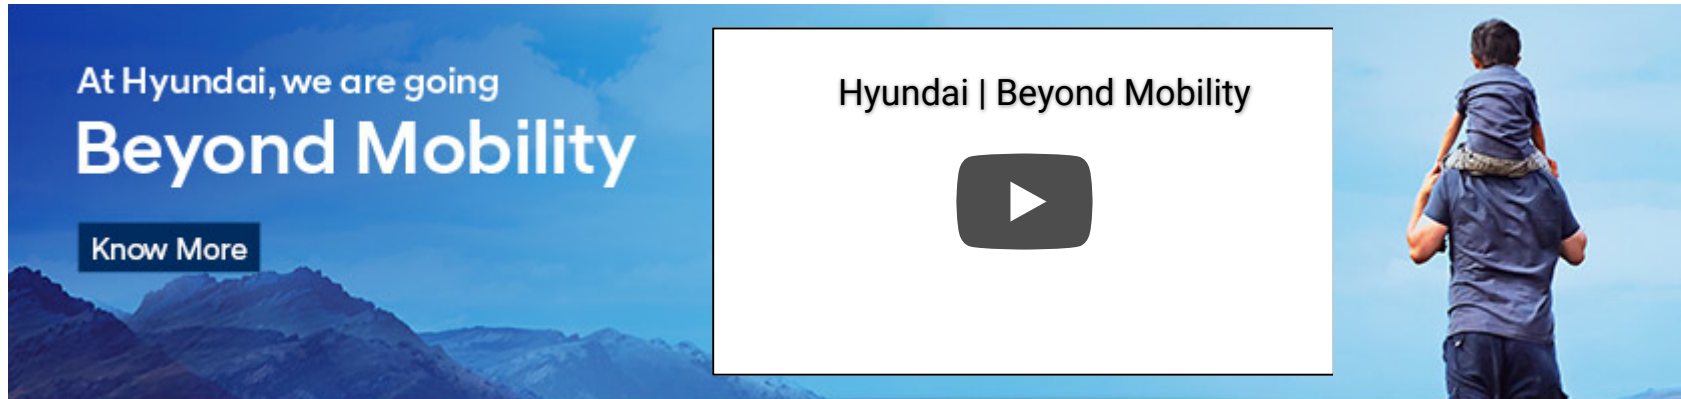 At Hyundai, we are going
Beyond Mobility
Know More
Hyundai | Beyond Mobility